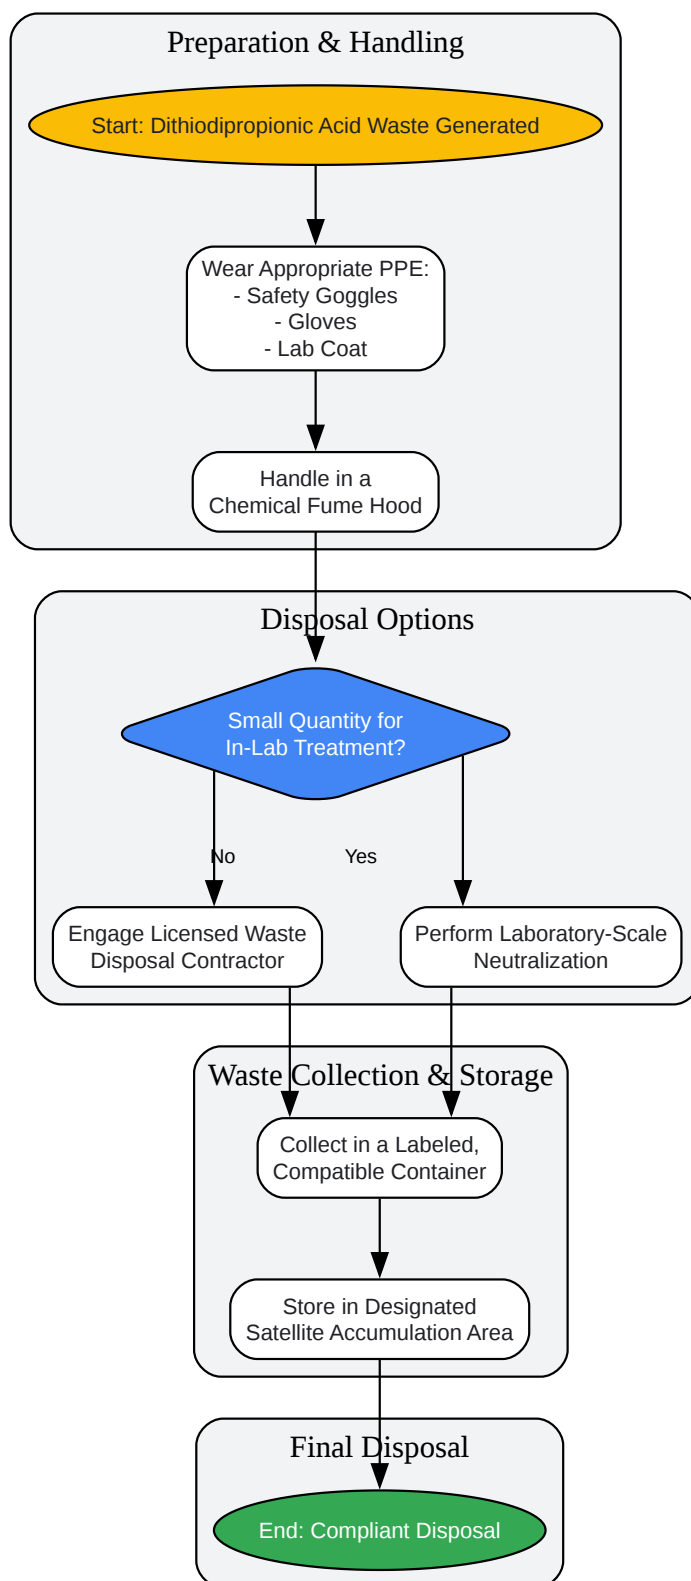 Preparation & Handling
Start: Dithiodipropionic Acid Waste Generated
Wear Appropriate PPE:
- Safety Goggles
- Gloves
- Lab Coat
Handle in a
Chemical Fume Hood
Disposal Options
Small Quantity for
In-Lab Treatment?
No
Yes
Engage Licensed Waste
Disposal Contractor
Perform Laboratory-Scale
Neutralization
Waste Collection & Storage
Collect in a Labeled,
Compatible Container
Store in Designated
Satellite Accumulation Area
Final Disposal
End: Compliant Disposal